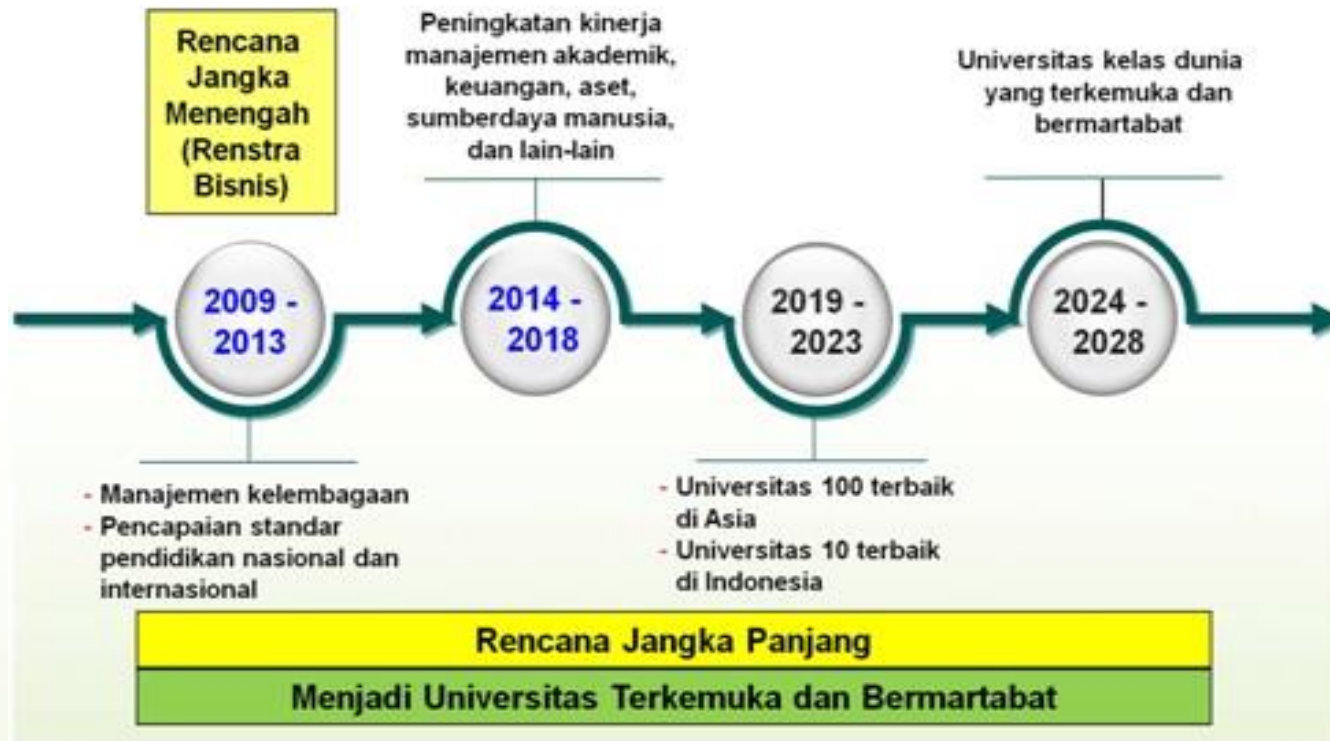 Rencana
Jangka
Menengah
(Renstra
Bisnis)
Peningkatan kinerja
manajemen akademik,
keuangan, aset,
sumberdaya manusia,
dan lain-lain
Universitas kelas dunia
yang terkemuka dan
bermartabat
2009 -
2013
2014 -
2018
2019 -
2023
2024 -
2028
- Manajemen kelembagaan
- Pencapaian standar
pendidikan nasional dan
internasional
- Universitas 100 terbaik
di Asia
- Universitas 10 terbaik
di Indonesia
Rencana Jangka Panjang
Menjadi Universitas Terkemuka dan Bermartabat